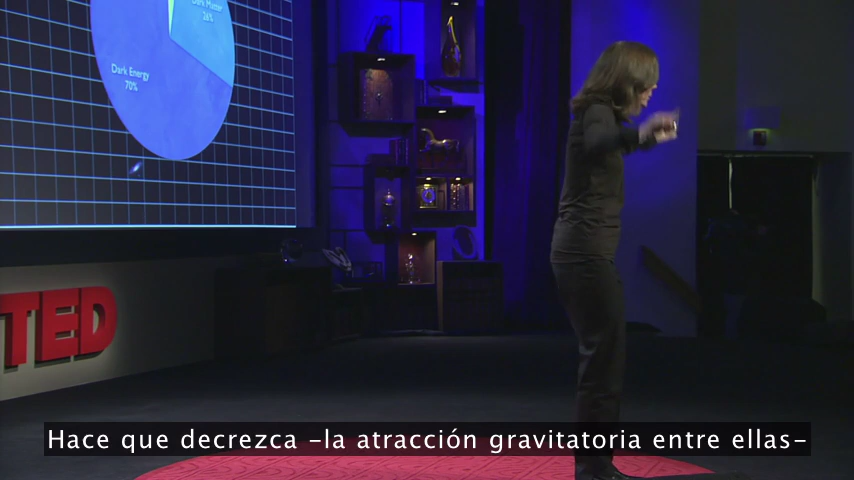 Dark Matter
26%
Dark Energy
70%
TED
Hace que decrezca –la atracción gravitatoria entre ellas–